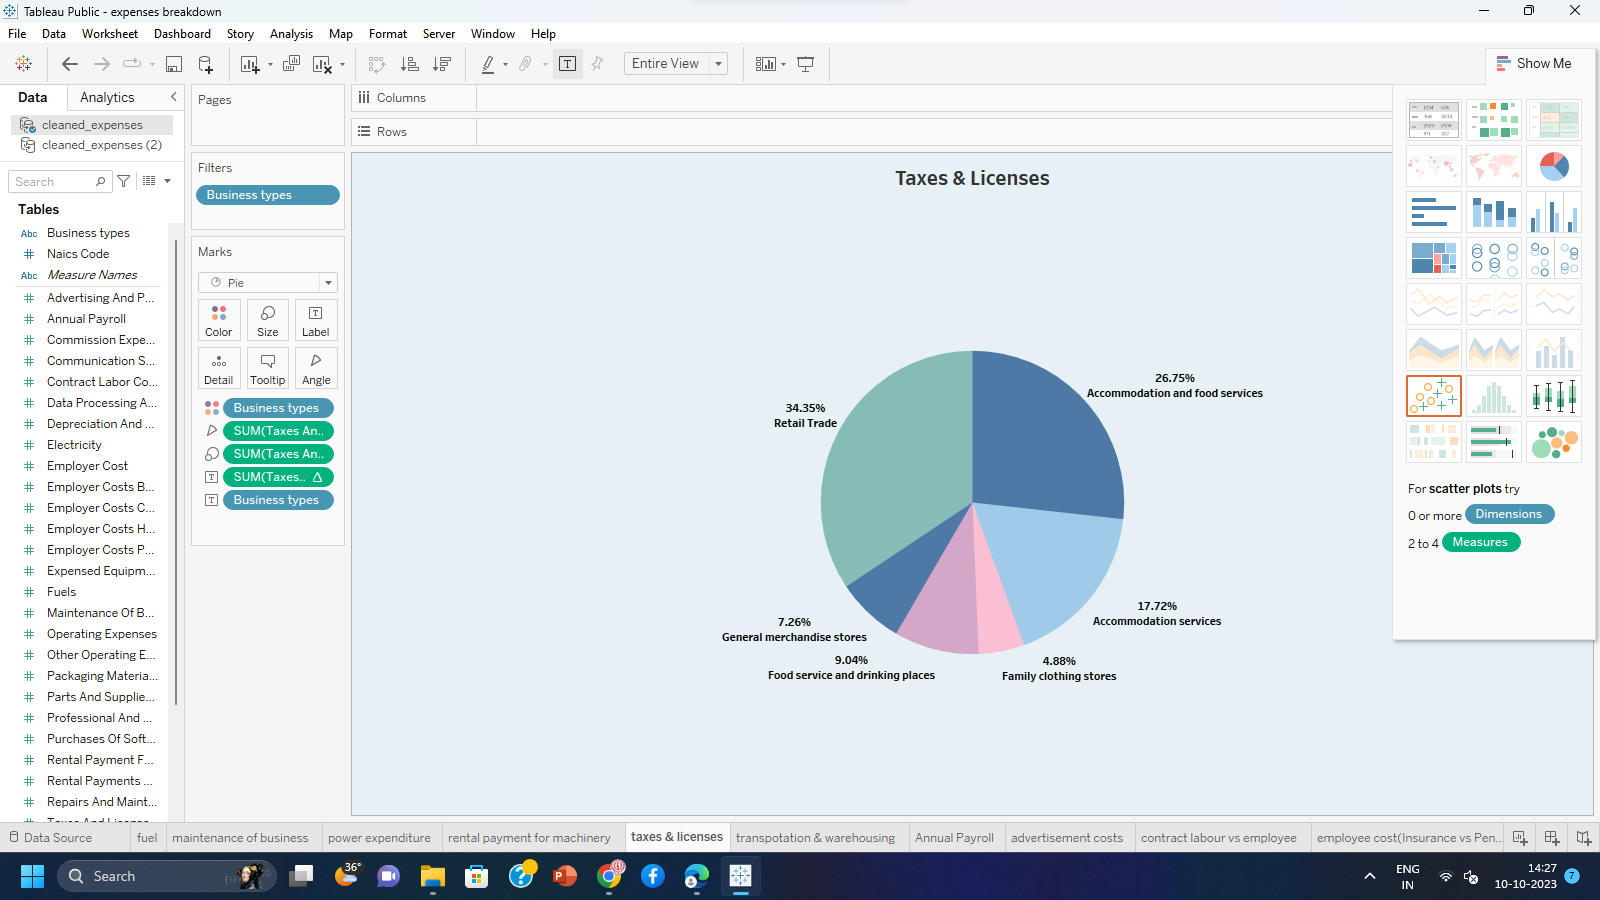 Tableau Public - expenses breakdown
File Data Worksheet Dashboard Story Analysis Map Format Server Window Help
Entire View
Show Me
Data Analytics
cleaned_expenses
cleaned_expenses (2)
Search
Tables
Abc Business types
# Naics Code
Abc Measure Names
# Advertising And P...
# Annual Payroll
# Commission Expe...
# Communication S...
# Contract Labor Co...
# Data Processing A...
# Depreciation And ...
# Electricity
# Employer Cost
# Employer Costs B...
# Employer Costs C...
# Employer Costs H...
# Employer Costs P...
# Expensed Equipm...
# Fuels
# Maintenance Of B...
# Operating Expenses
# Other Operating E...
# Packaging Materia...
# Parts And Supplie...
# Professional And ...
# Purchases Of Soft...
# Rental Payment F...
# Rental Payments ...
# Repairs And Maint...
Pages
Filters
Business types
Marks
Pie
Color Size Label
Detail Tooltip Angle
Business types
SUM(Taxes An..
SUM(Taxes An..
SUM(Taxes.. Δ
Business types
Columns
Rows
Taxes & Licenses
26.75%
Accommodation and food services
34.35%
Retail Trade
17.72%
Accommodation services
7.26%
General merchandise stores
9.04%
Food service and drinking places
4.88%
Family clothing stores
For scatter plots try
0 or more Dimensions
2 to 4 Measures
Data Source fuel maintenance of business power expenditure rental payment for machinery taxes & licenses transpotation & warehousing Annual Payroll advertisement costs contract labour vs employee employee cost(Insurance vs Pen...
Search
36°
ENG
IN
14:27
10-10-2023
7